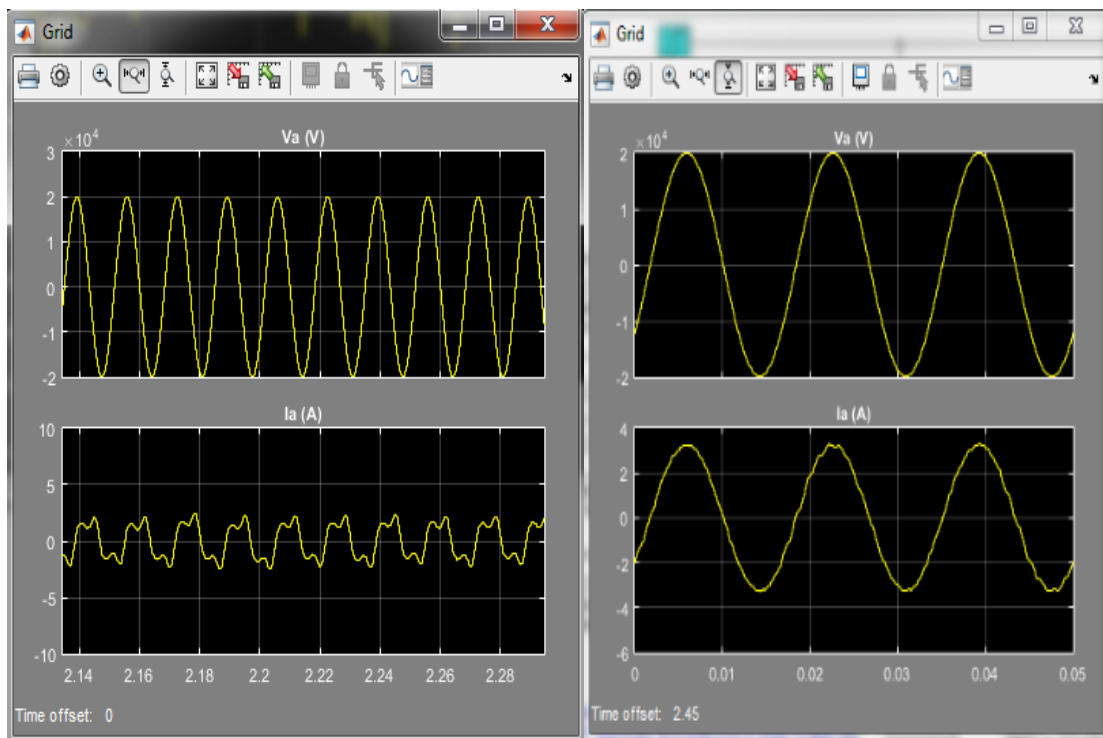 Grid
Va (V)
×10⁴
3
2
1
0
-1
-2
Ia (A)
10
5
0
-5
-10
2.14 2.16 2.18 2.2 2.22 2.24 2.26 2.28
Time offset: 0
Grid
Va (V)
×10⁴
2
1
0
-1
-2
Ia (A)
4
2
0
-2
-4
-6
0 0.01 0.02 0.03 0.04 0.05
Time offset: 2.45